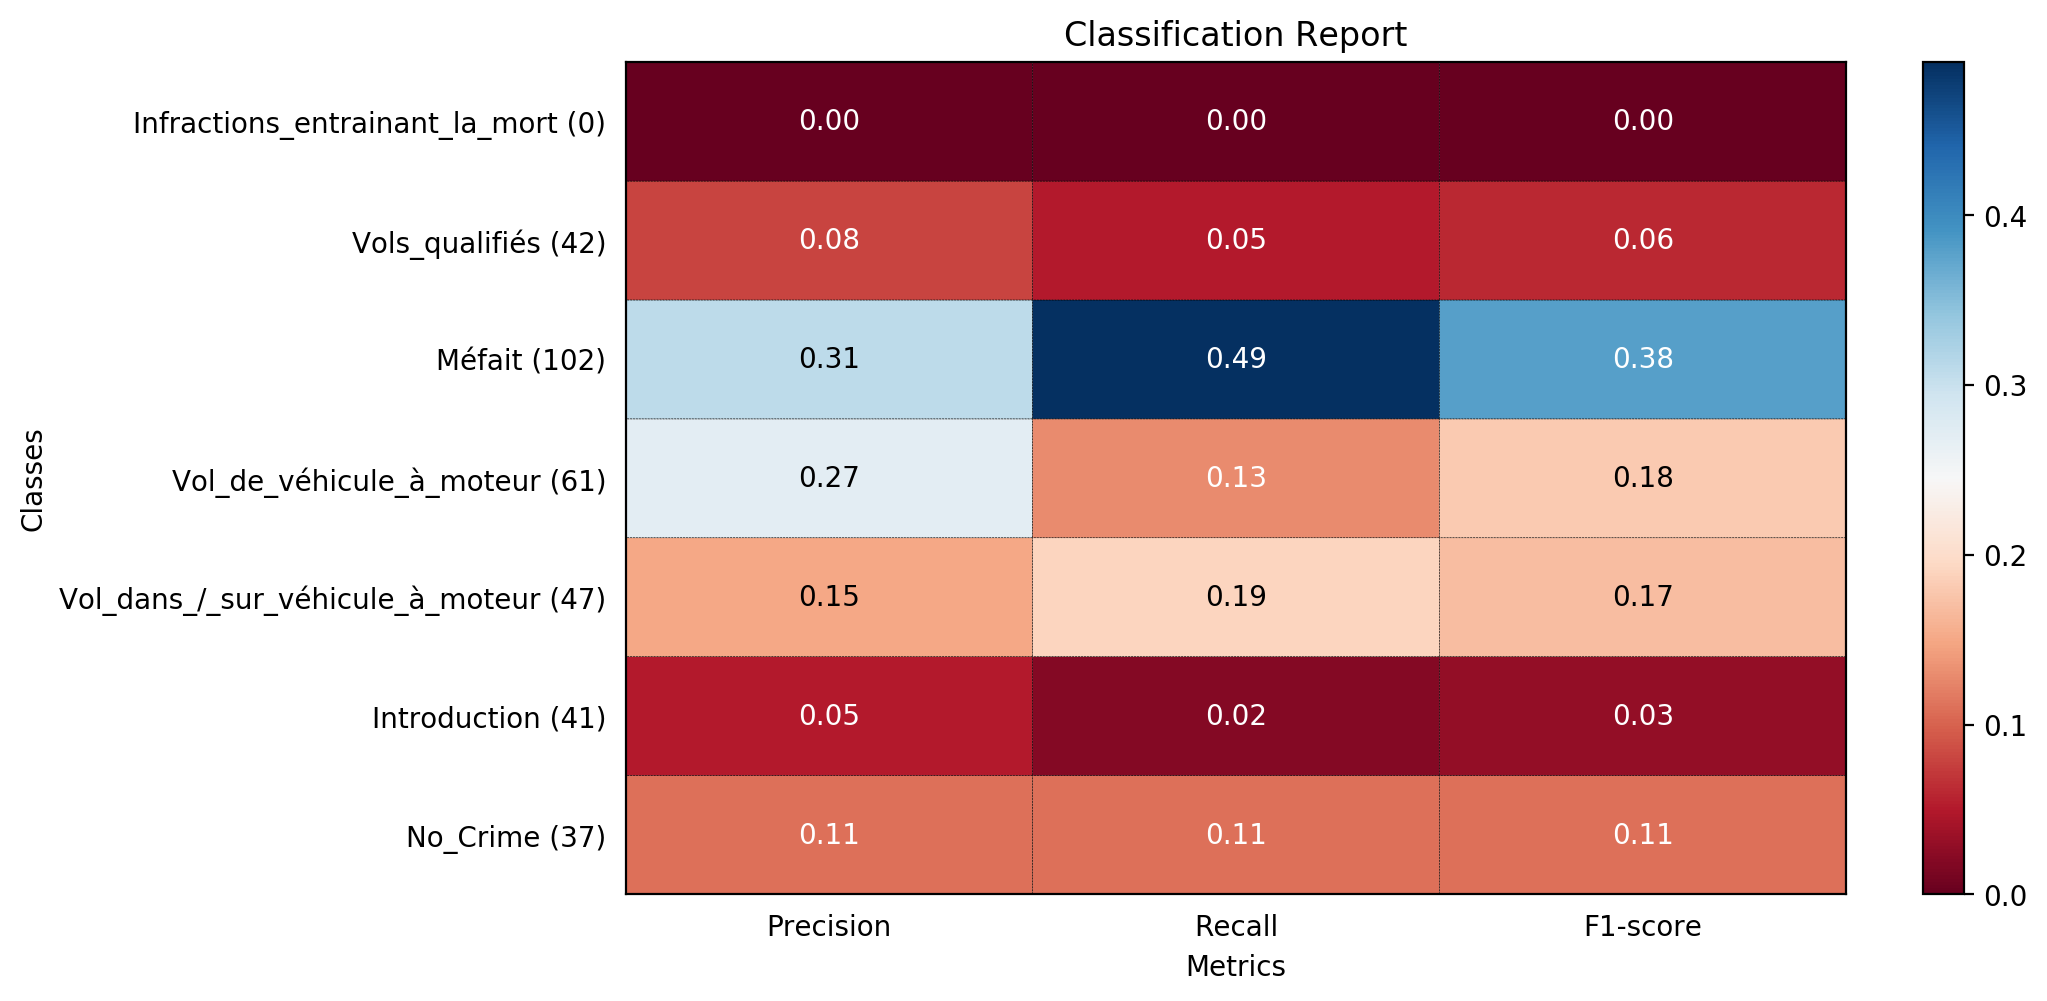 Classification Report
Infractions_entrainant_la_mort (0) 0.00 0.00 0.00
Vols_qualifiés (42) 0.08 0.05 0.06
Méfait (102) 0.31 0.49 0.38
Vol_de_véhicule_à_moteur (61) 0.27 0.13 0.18
Vol_dans_/_sur_véhicule_à_moteur (47) 0.15 0.19 0.17
Introduction (41) 0.05 0.02 0.03
No_Crime (37) 0.11 0.11 0.11
Classes
Precision Recall F1-score
Metrics
0.4
0.3
0.2
0.1
0.0